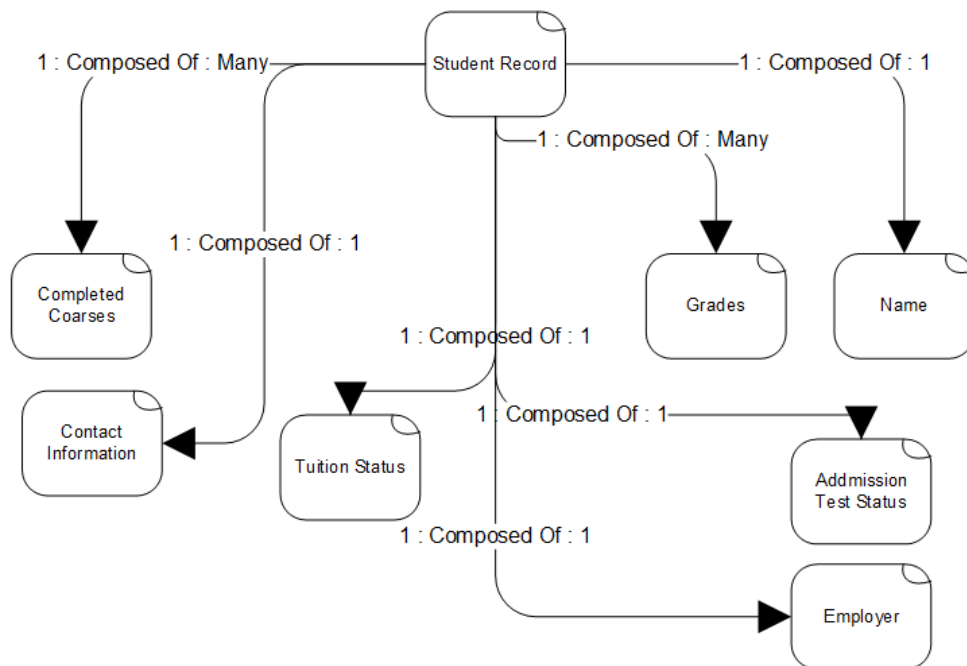 Student Record
1 : Composed Of : Many
1 : Composed Of : 1
1 : Composed Of : Many
1 : Composed Of : 1
Completed
Coarses
Grades
Name
1 : Composed Of : 1
Contact
Information
Tuition Status
1 : Composed Of : 1
Addmission
Test Status
1 : Composed Of : 1
Employer